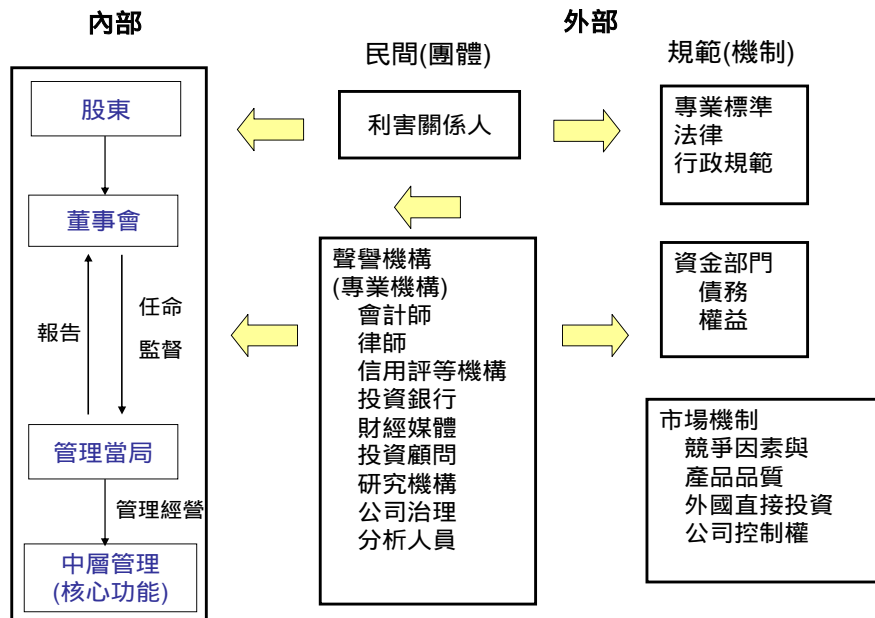 內部
外部
民間(團體)
規範(機制)
股東
董事會
報告
任命
監督
管理當局
管理經營
中層管理
(核心功能)
利害關係人
聲譽機構
(專業機構)
會計師
律師
信用評等機構
投資銀行
財經媒體
投資顧問
研究機構
公司治理
分析人員
專業標準
法律
行政規範
資金部門
債務
權益
市場機制
競爭因素與
產品品質
外國直接投資
公司控制權